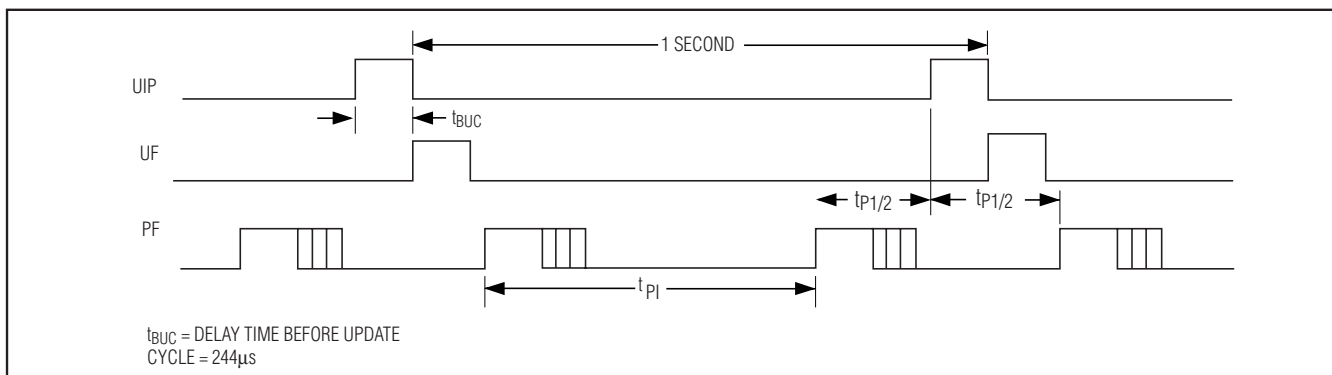 1 SECOND
UIP
tBUC
UF
tP1/2
tP1/2
PF
tPI
tBUC = DELAY TIME BEFORE UPDATE
CYCLE = 244µs